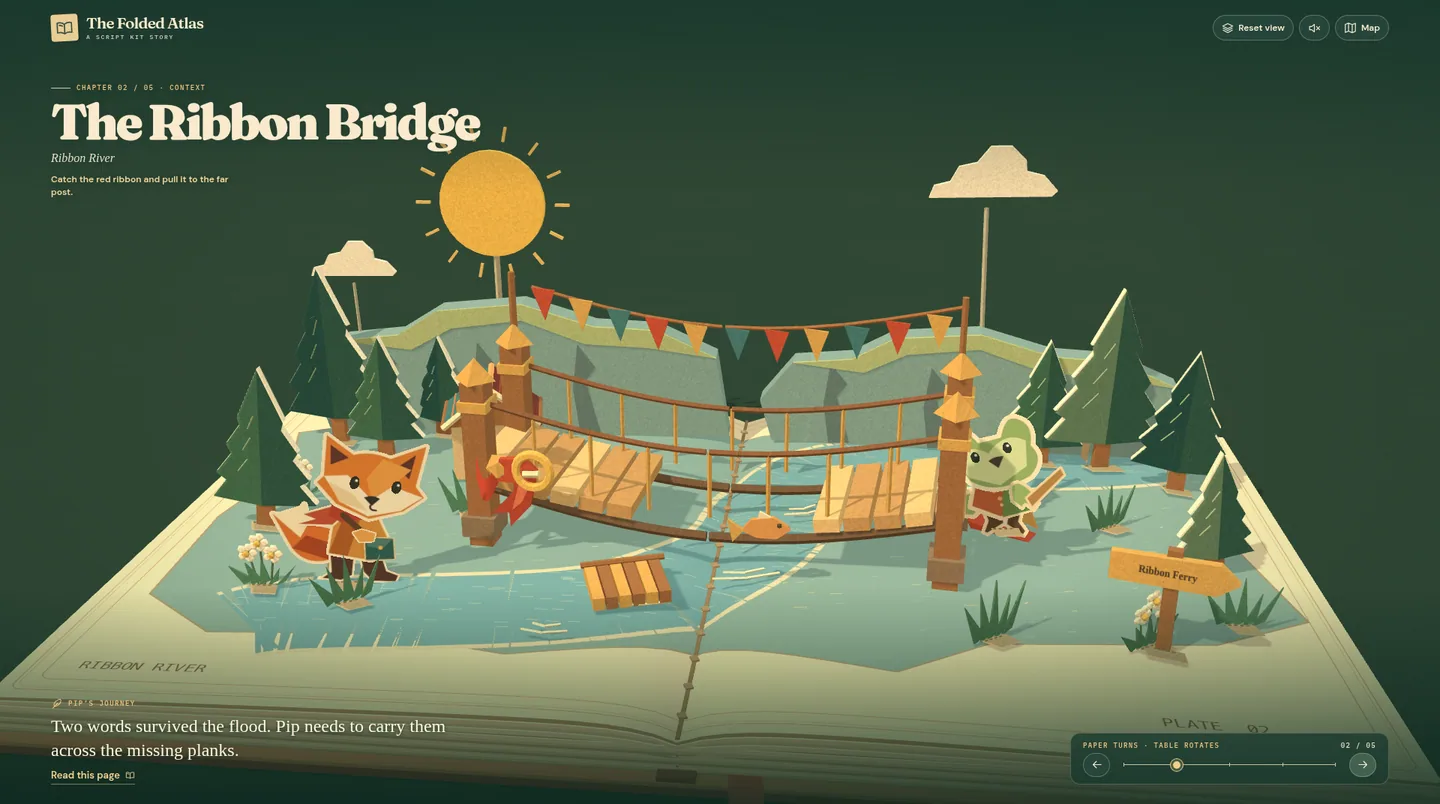 The Folded Atlas
A SCRIPT KIT STORY
Reset view
Map
CHAPTER 02 / 05 · CONTEXT
The Ribbon Bridge
Ribbon River
Catch the red ribbon and pull it to the far
post.
Ribbon Ferry
RIBBON RIVER
PLATE 02
PIP'S JOURNEY
Two words survived the flood. Pip needs to carry them
across the missing planks.
Read this page
PAPER TURNS · TABLE ROTATES
02 / 05